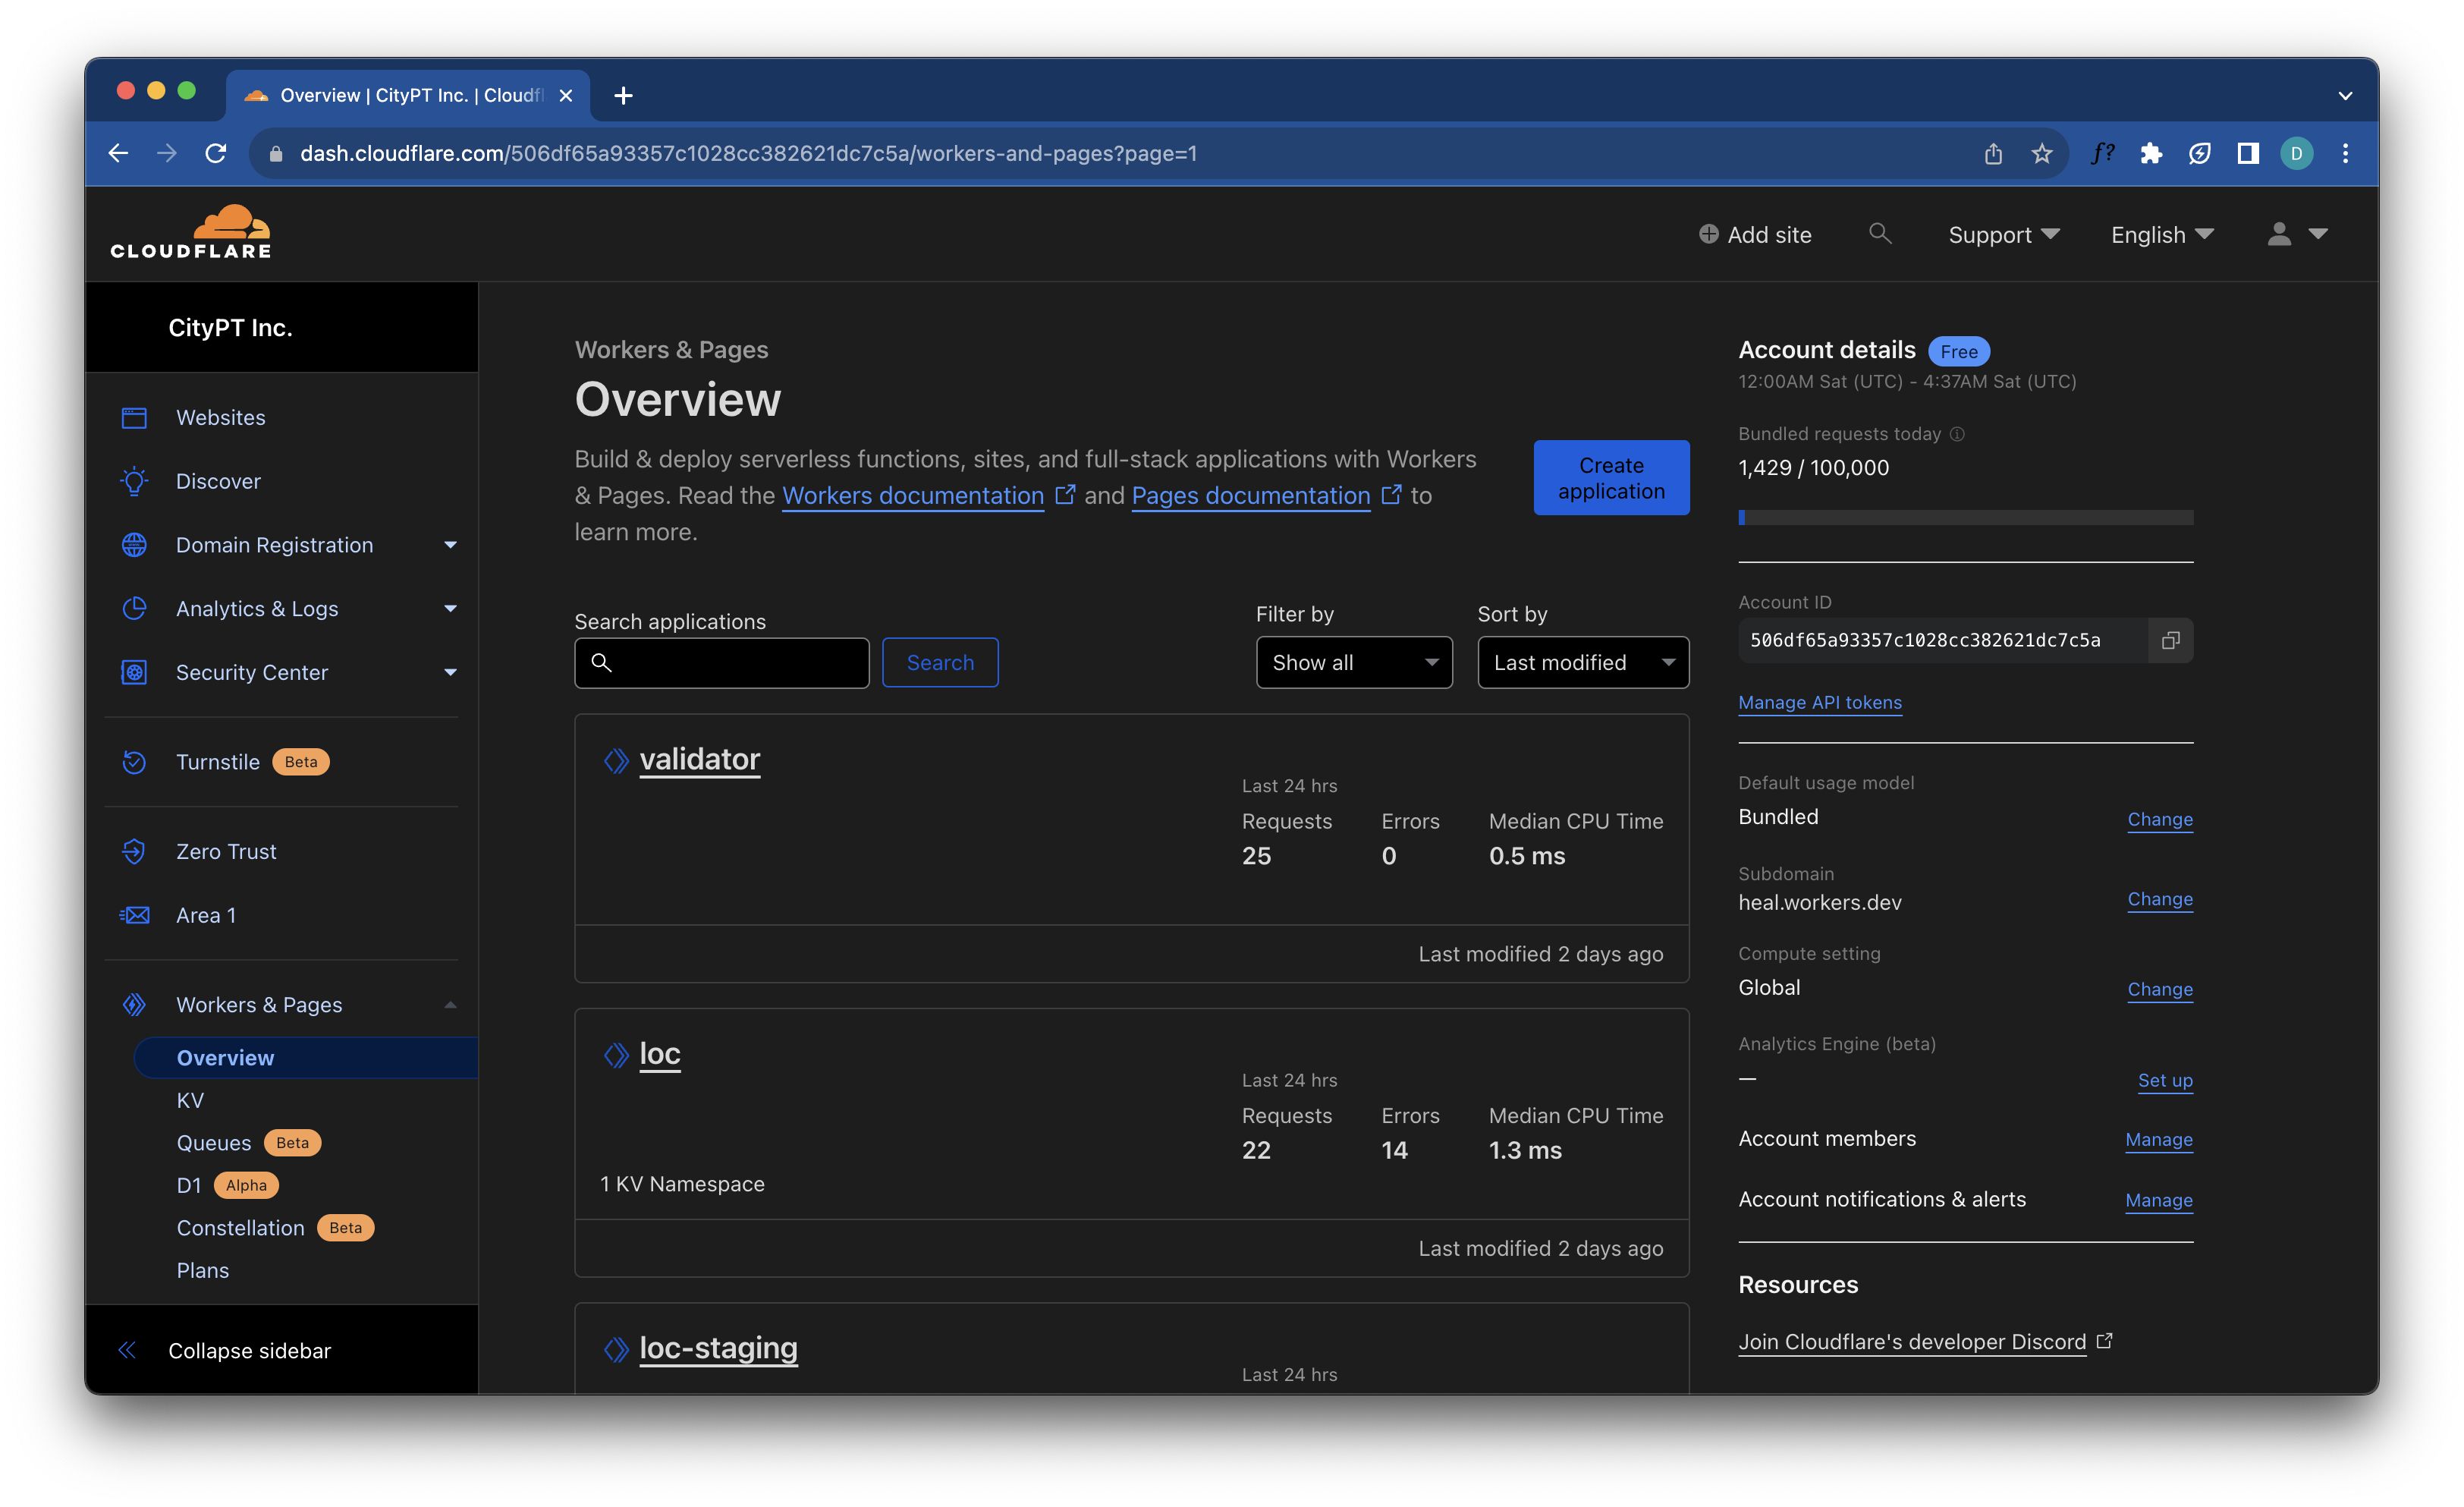 Overview | CityPT Inc. | Cloudfl
dash.cloudflare.com/506df65a93357c1028cc382621dc7c5a/workers-and-pages?page=1
f?
D
CLOUDFLARE
Add site
Support
English
CityPT Inc.
Websites
Discover
Domain Registration
Analytics & Logs
Security Center
Turnstile Beta
Zero Trust
Area 1
Workers & Pages
Overview
KV
Queues Beta
D1 Alpha
Constellation Beta
Plans
Collapse sidebar
Workers & Pages
Overview
Build & deploy serverless functions, sites, and full-stack applications with Workers
& Pages. Read the Workers documentation and Pages documentation to
learn more.
Create
application
Search applications
Search
Filter by
Show all
Sort by
Last modified
validator
Last 24 hrs
Requests Errors Median CPU Time
25 0 0.5 ms
Last modified 2 days ago
loc
Last 24 hrs
Requests Errors Median CPU Time
22 14 1.3 ms
1 KV Namespace
Last modified 2 days ago
loc-staging
Last 24 hrs
Account details Free
12:00AM Sat (UTC) - 4:37AM Sat (UTC)
Bundled requests today
1,429 / 100,000
Account ID
506df65a93357c1028cc382621dc7c5a
Manage API tokens
Default usage model
Bundled Change
Subdomain
heal.workers.dev Change
Compute setting
Global Change
Analytics Engine (beta)
— Set up
Account members Manage
Account notifications & alerts Manage
Resources
Join Cloudflare's developer Discord